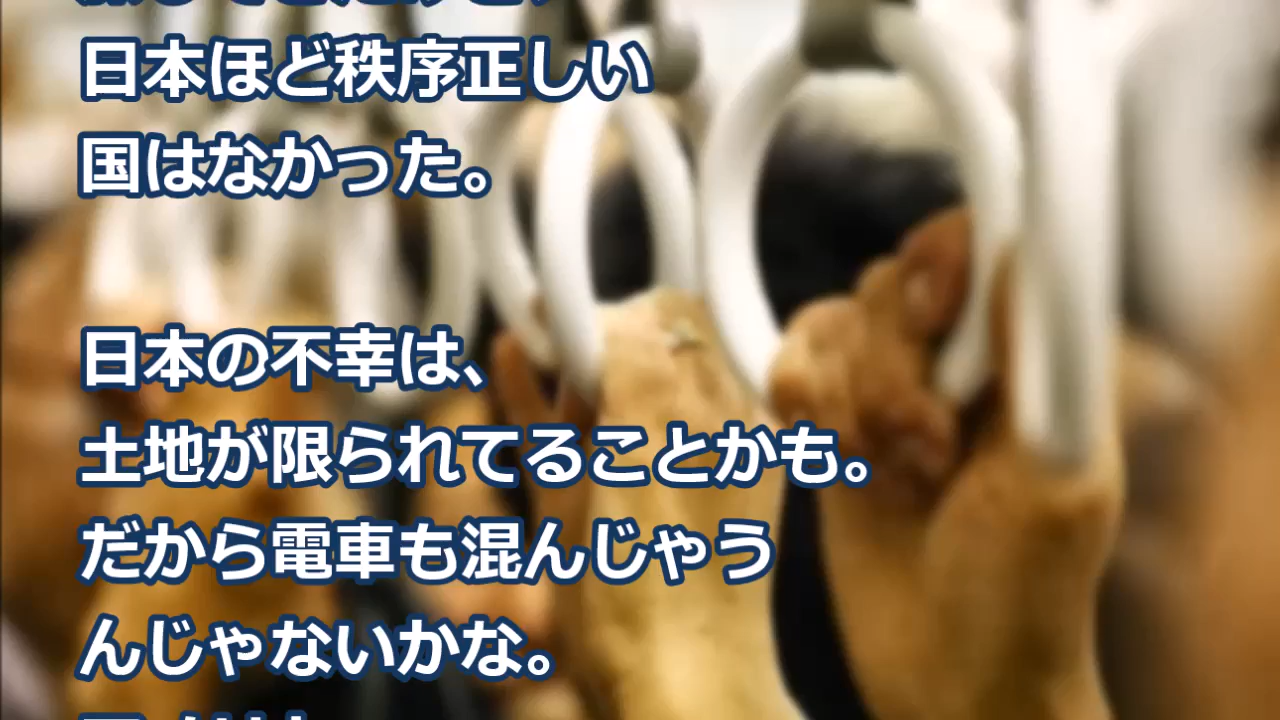 日本ほど秩序正しい
国はなかった。
日本の不幸は、
土地が限られてることかも。
だから電車も混んじゃう
んじゃないかな。